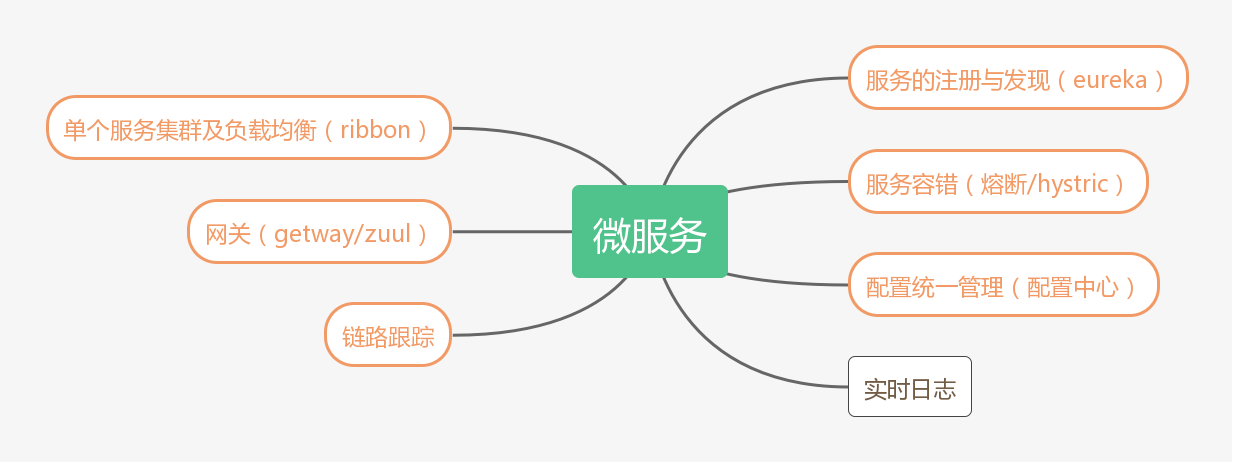 服务的注册与发现（eureka）
单个服务集群及负载均衡（ribbon）
服务容错（熔断/hystric）
微服务
网关（getway/zuul）
配置统一管理（配置中心）
链路跟踪
实时日志